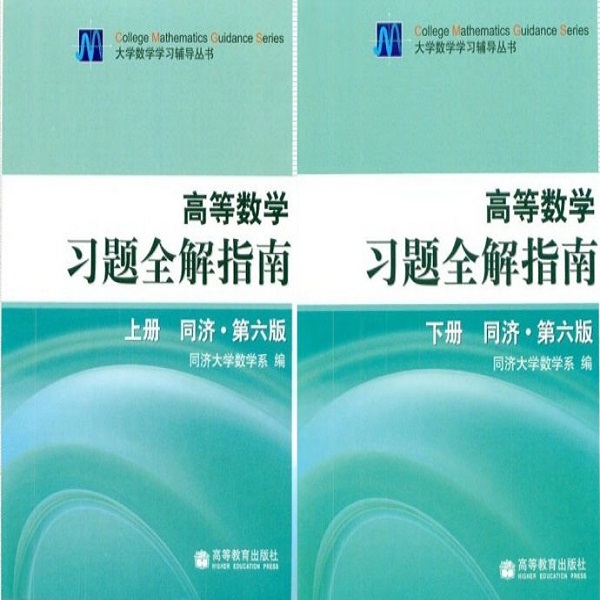 College Mathematics Guidance Series
大学数学学习辅导丛书
高等数学
习题全解指南
上册 同济·第六版
同济大学数学系 编
高等教育出版社
HIGHER EDUCATION PRESS
College Mathematics Guidance Series
大学数学学习辅导丛书
高等数学
习题全解指南
下册 同济·第六版
同济大学数学系 编
高等教育出版社
HIGHER EDUCATION PRESS